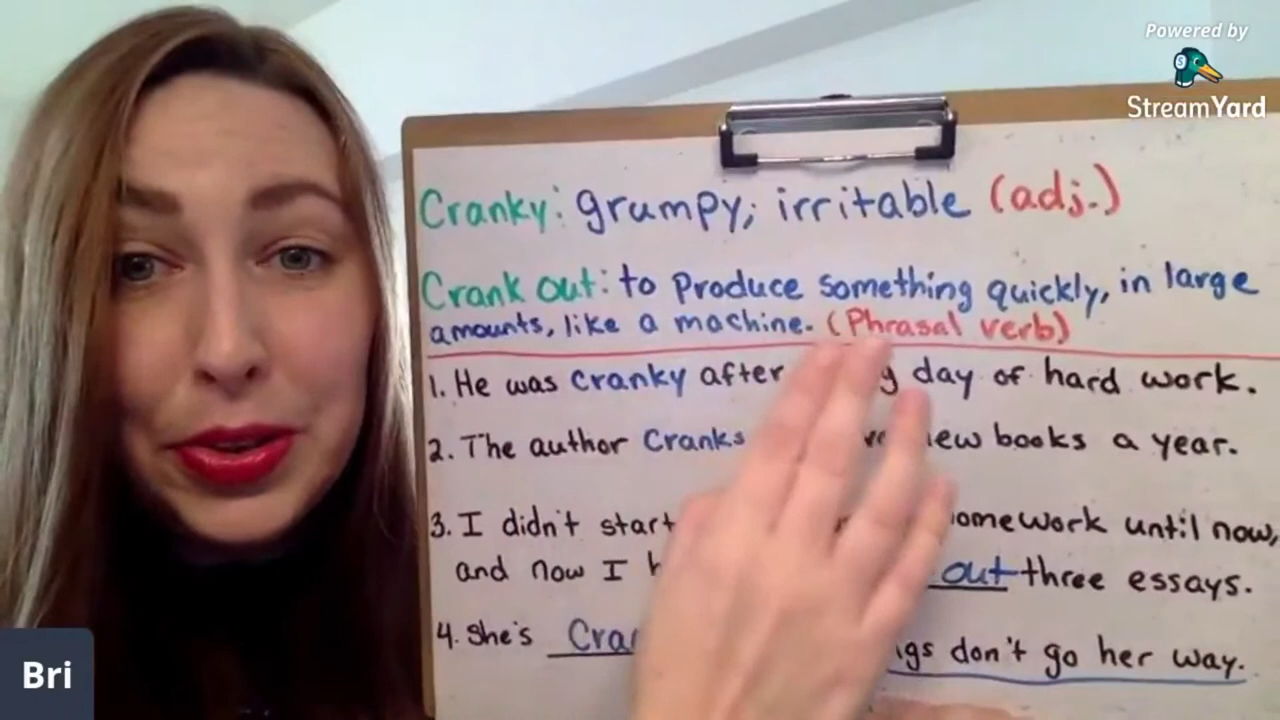 Powered by
StreamYard
Cranky: grumpy; irritable (adj.)
Crank out: to produce something quickly, in large
amounts, like a machine. (Phrasal verb)
1. He was cranky after day of hard work.
2. The author Cranks books a year.
3. I didn't start until now,
and now I out three essays.
4. She's don't go her way.
Bri